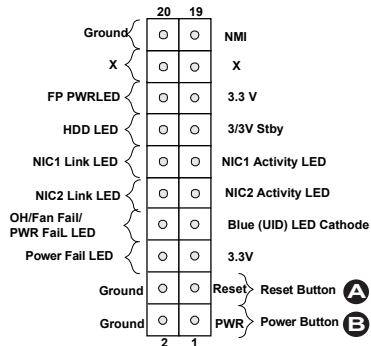 20 19
Ground NMI
X X
FP PWRLED 3.3 V
HDD LED 3/3V Stby
NIC1 Link LED NIC1 Activity LED
NIC2 Link LED NIC2 Activity LED
OH/Fan Fail/
PWR FaiL LED Blue (UID) LED Cathode
Power Fail LED 3.3V
Ground Reset Reset Button A
Ground PWR Power Button B
2 1